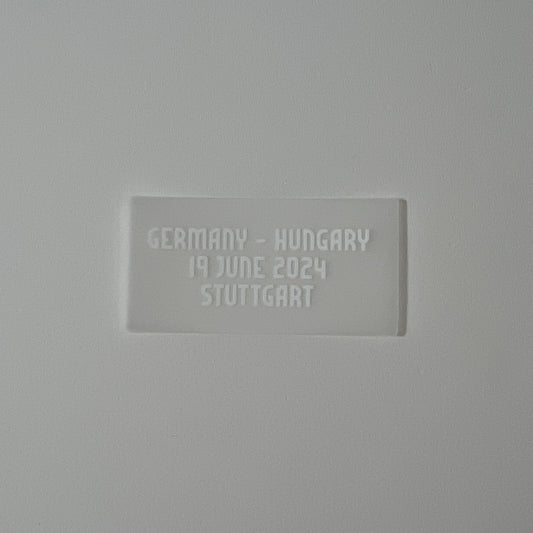 GERMANY - HUNGARY
19 JUNE 2024
STUTTGART